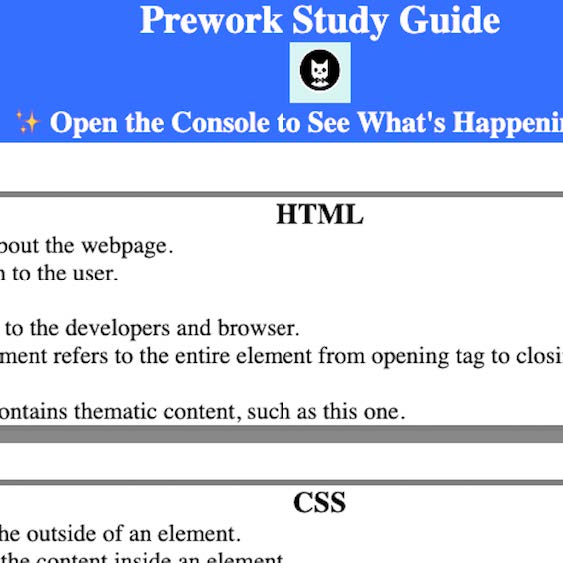 Prework Study Guide
✨ Open the Console to See What's Happeni
HTML
bout the webpage.
to the user.
to the developers and browser.
ment refers to the entire element from opening tag to closi
ontains thematic content, such as this one.
CSS
he outside of an element.
the content inside an element